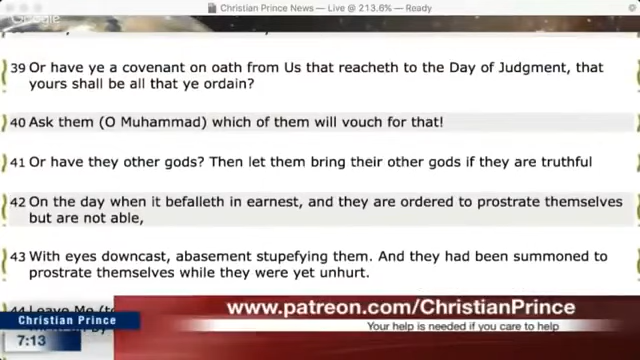 Christian Prince News — Live @ 213.6% — Ready
Google
39 Or have ye a covenant on oath from Us that reacheth to the Day of Judgment, that
yours shall be all that ye ordain?
40 Ask them (O Muhammad) which of them will vouch for that!
41 Or have they other gods? Then let them bring their other gods if they are truthful
42 On the day when it befalleth in earnest, and they are ordered to prostrate themselves
but are not able,
43 With eyes downcast, abasement stupefying them. And they had been summoned to
prostrate themselves while they were yet unhurt.
44 Leave Me (to
www.patreon.com/ChristianPrince
Your help is needed if you care to help
Christian Prince
7:13